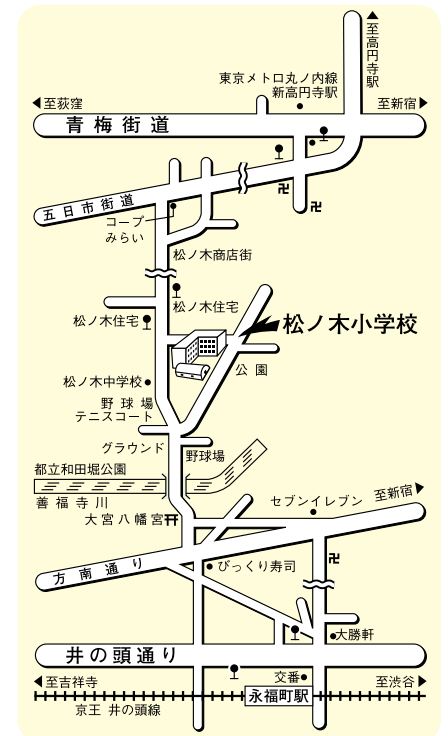 至高円寺駅
東京メトロ丸ノ内線
新高円寺駅
至荻窪
至新宿
青梅街道
五日市街道
コープ
みらい
松ノ木商店街
松ノ木住宅
松ノ木住宅
松ノ木小学校
公園
松ノ木中学校
野球場
テニスコート
グラウンド
野球場
都立和田堀公園
善福寺川
セブンイレブン
至新宿
大宮八幡宮
方南通り
びっくり寿司
大勝軒
井の頭通り
至吉祥寺
交番
至渋谷
永福町駅
京王 井の頭線